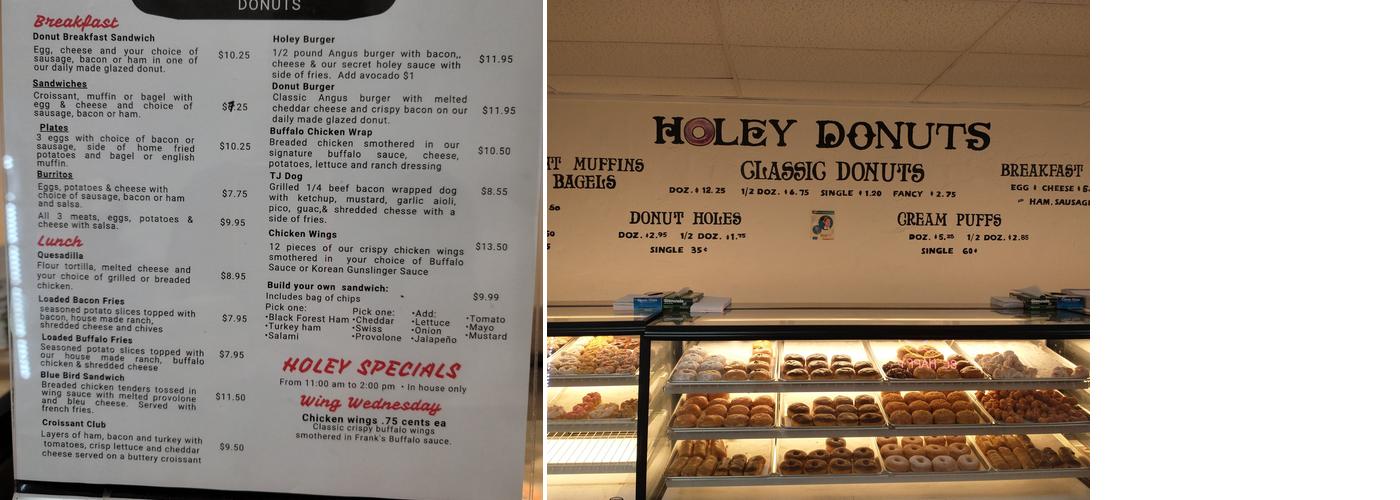 DONUTS
Breakfast
Donut Breakfast Sandwich
Egg, cheese and your choice of
sausage, bacon or ham in one of
our daily made glazed donut.
$10.25
Sandwiches
Croissant, muffin or bagel with
egg & cheese and choice of
sausage, bacon or ham.
$9.25
Plates
3 eggs with choice of bacon or
sausage, side of home fried
potatoes and bagel or english
muffin.
$10.25
Burritos
Eggs, potatoes & cheese with
choice of sausage, bacon or ham
and salsa.
$7.75
All 3 meats, eggs, potatoes &
cheese with salsa.
$9.95
Lunch
Quesadilla
Flour tortilla, melted cheese and
your choice of grilled or breaded
chicken.
$8.95
Loaded Bacon Fries
seasoned potato slices topped with
bacon, house made ranch,
shredded cheese and chives
$7.95
Loaded Buffalo Fries
Seasoned potato slices topped with
our house made ranch, buffalo
chicken & shredded cheese
$7.95
Blue Bird Sandwich
Breaded chicken tenders tossed in
wing sauce with melted provolone
and bleu cheese. Served with
french fries.
$11.50
Croissant Club
Layers of ham, bacon and turkey with
tomatoes, crisp lettuce and cheddar
cheese served on a buttery croissant
$9.50
Holey Burger
1/2 pound Angus burger with bacon,,
cheese & our secret holey sauce with
side of fries. Add avocado $1
$11.95
Donut Burger
Classic Angus burger with melted
cheddar cheese and crispy bacon on our
daily made glazed donut.
$11.95
Buffalo Chicken Wrap
Breaded chicken smothered in our
signature buffalo sauce, cheese,
potatoes, lettuce and ranch dressing
$10.50
TJ Dog
Grilled 1/4 beef bacon wrapped dog
with ketchup, mustard, garlic aioli,
pico, guac,& shredded chesse with a
side of fries.
$8.55
Chicken Wings
12 pieces of our crispy chicken wings
smothered in your choice of Buffalo
Sauce or Korean Gunslinger Sauce
$13.50
Build your own sandwich:
Includes bag of chips
$9.99
Pick one:
•Black Forest Ham
•Turkey ham
•Salami
Pick one:
•Cheddar
•Swiss
•Provolone
•Add:
•Lettuce
•Onion
•Jalapeño
•Tomato
•Mayo
•Mustard
HOLEY SPECIALS
From 11:00 am to 2:00 pm • In house only
Wing Wednesday
Chicken wings .75 cents ea
Classic crispy buffalo wings
smothered in Frank's Buffalo sauce.
HOLEY DONUTS
MUFFINS
BAGELS
CLASSIC DONUTS
DOZ. $12.25 1/2 DOZ. $6.75 SINGLE $1.20 FANCY $2.75
BREAKFAST
EGG & CHEESE
HAM, SAUSAGE
DONUT HOLES
DOZ. $2.95 1/2 DOZ. $1.75
SINGLE 35¢
CREAM PUFFS
DOZ. $5.25 1/2 DOZ. $2.85
SINGLE 60¢